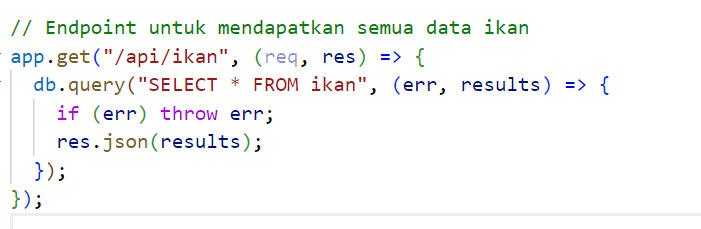 // Endpoint untuk mendapatkan semua data ikan
app.get("/api/ikan", (req, res) => {
  db.query("SELECT * FROM ikan", (err, results) => {
    if (err) throw err;
    res.json(results);
  });
});